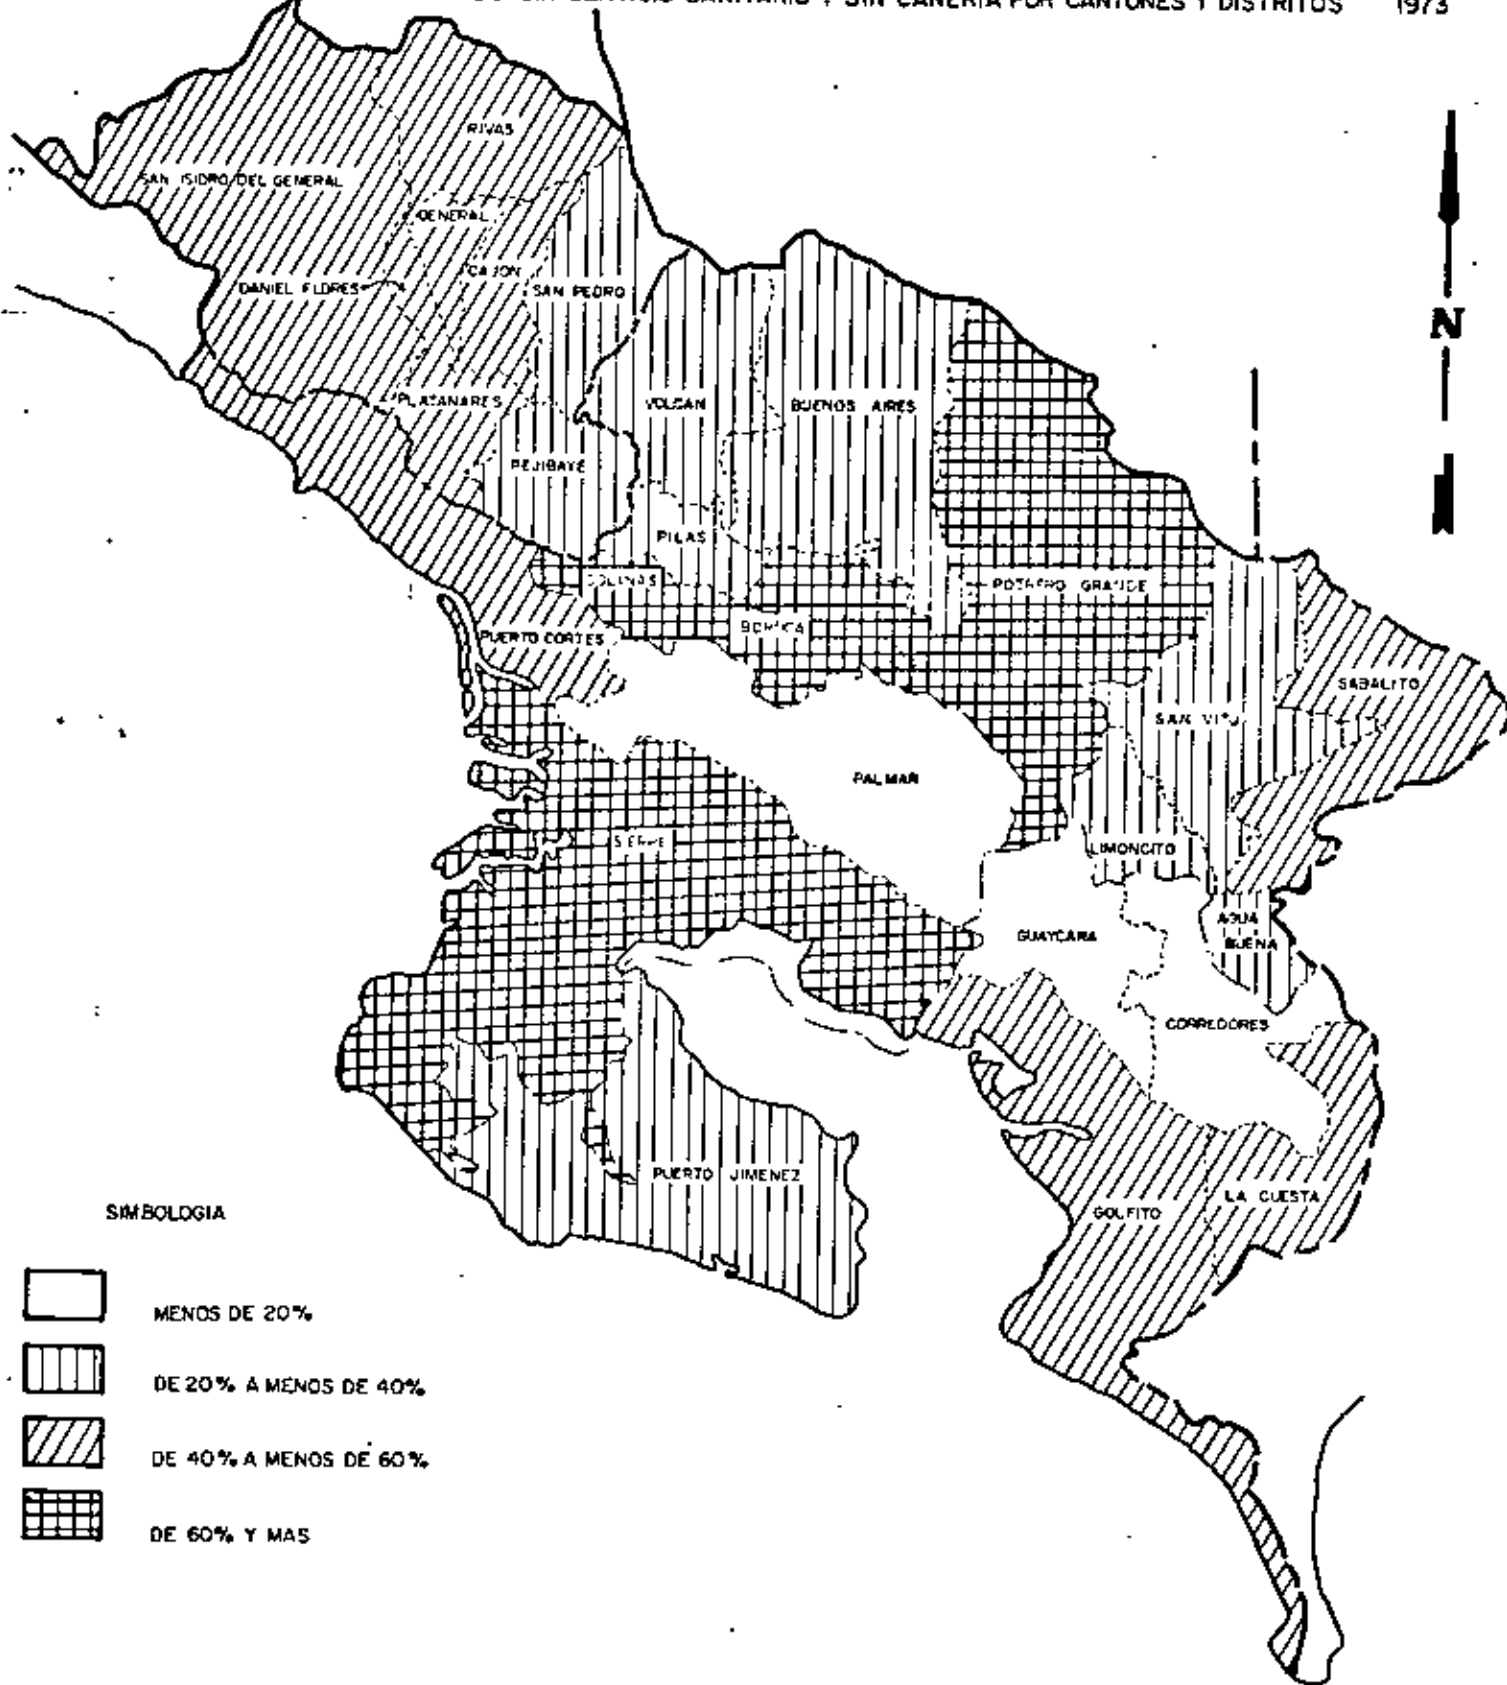 SIN SERVICIO SANITARIO Y SIN CAÑERIA POR CANTONES Y DISTRITOS 1973
RIVAS
SAN ISIDRO DEL GENERAL
GENERAL
CAJON
DANIEL FLORES
SAN PEDRO
N
PLATANARES
VOLCAN
BUENOS AIRES
PEJIBAYE
PILAS
COLINAS
POTRERO GRANDE
BORUCA
PUERTO CORTES
SABALITO
SAN VITO
PALMAR
SIERPE
LIMONCITO
AGUA
BUENA
GUAYCARA
CORREDORES
PUERTO JIMENEZ
LA CUESTA
GOLFITO
SIMBOLOGIA
MENOS DE 20%
DE 20% A MENOS DE 40%
DE 40% A MENOS DE 60%
DE 60% Y MAS